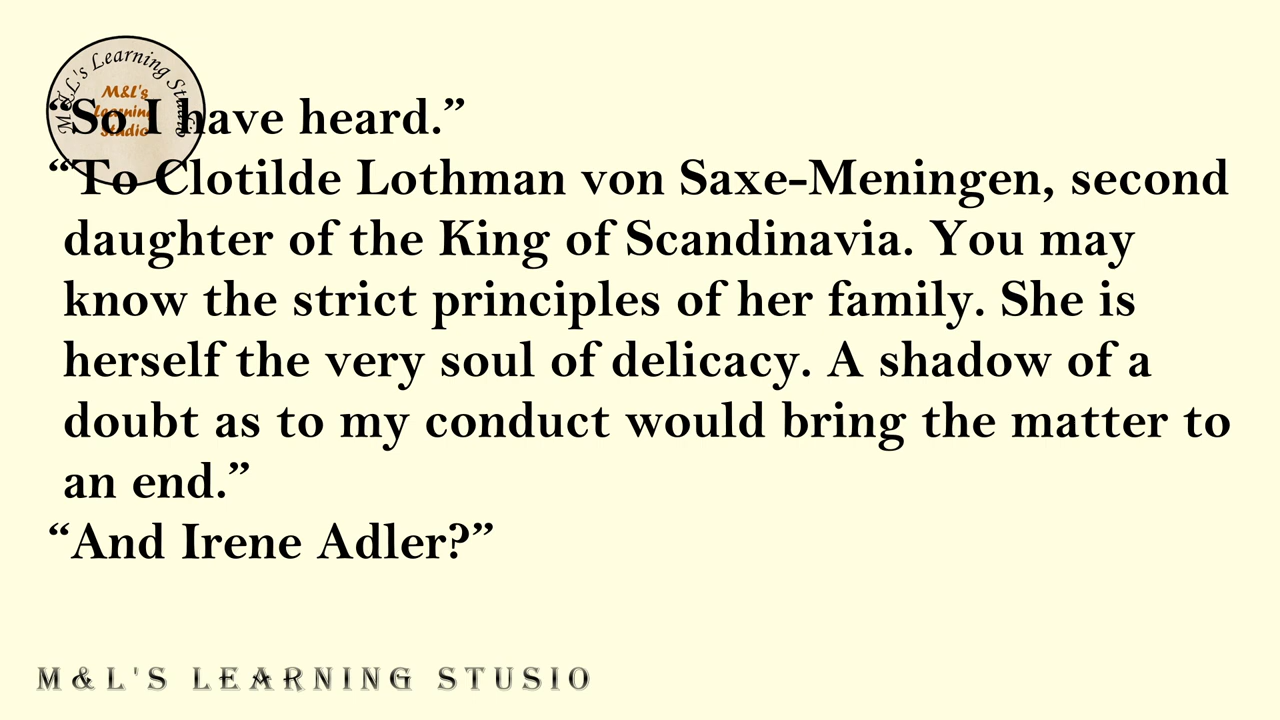 M&L's Learning Studio
M&L's
Learning
Studio
“So I have heard.”
“To Clotilde Lothman von Saxe-Meningen, second
daughter of the King of Scandinavia. You may
know the strict principles of her family. She is
herself the very soul of delicacy. A shadow of a
doubt as to my conduct would bring the matter to
an end.”
“And Irene Adler?”
M&L'S LEARNING STUSIO